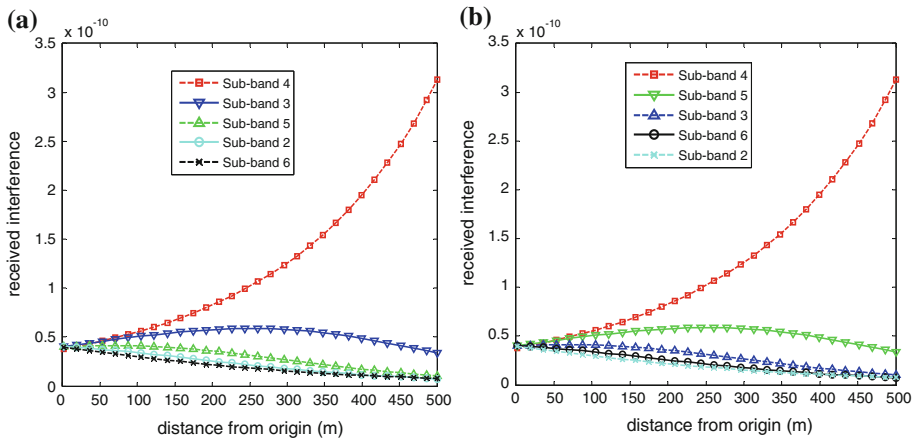 (a)
x 10^-10
3.5
3
2.5
2
1.5
1
0.5
0
received interference
Sub-band 4
Sub-band 3
Sub-band 5
Sub-band 2
Sub-band 6
0 50 100 150 200 250 300 350 400 450 500
distance from origin (m)
(b)
x 10^-10
3.5
3
2.5
2
1.5
1
0.5
0
received interference
Sub-band 4
Sub-band 5
Sub-band 3
Sub-band 6
Sub-band 2
0 50 100 150 200 250 300 350 400 450 500
distance from origin (m)